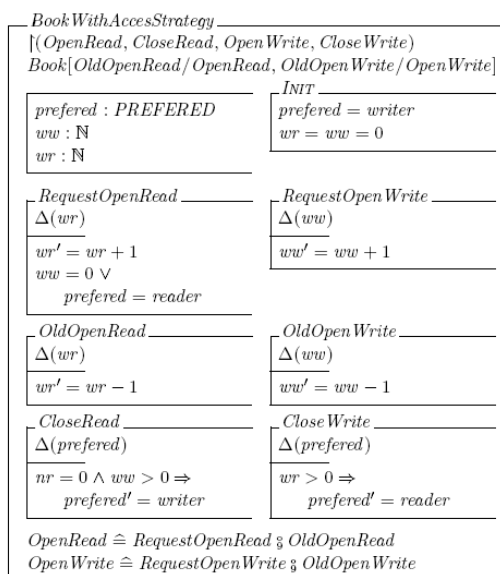 BookWithAccesStrategy
↾(OpenRead, CloseRead, OpenWrite, CloseWrite)
Book[OldOpenRead/OpenRead, OldOpenWrite/OpenWrite]
prefered : PREFERED
ww : ℕ
wr : ℕ
INIT
prefered = writer
wr = ww = 0
RequestOpenRead
Δ(wr)
wr′ = wr + 1
ww = 0 ∨
prefered = reader
RequestOpenWrite
Δ(ww)
ww′ = ww + 1
OldOpenRead
Δ(wr)
wr′ = wr − 1
OldOpenWrite
Δ(ww)
ww′ = ww − 1
CloseRead
Δ(prefered)
nr = 0 ∧ ww > 0 ⇒
prefered′ = writer
CloseWrite
Δ(prefered)
wr > 0 ⇒
prefered′ = reader
OpenRead ≙ RequestOpenRead ⨟ OldOpenRead
OpenWrite ≙ RequestOpenWrite ⨟ OldOpenWrite